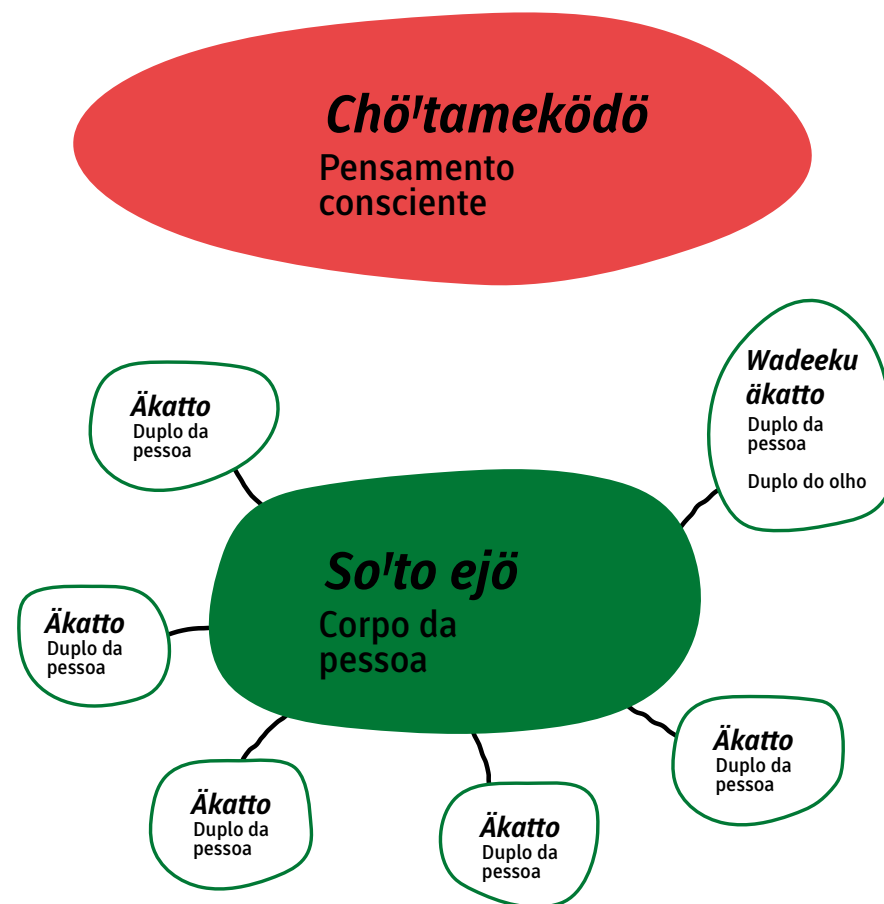 Chö'tameködö
Pensamento
consciente
Wadeeku
äkatto
Duplo da
pessoa
Duplo do olho
Äkatto
Duplo da
pessoa
So'to ejö
Corpo da
pessoa
Äkatto
Duplo da
pessoa
Äkatto
Duplo da
pessoa
Äkatto
Duplo da
pessoa
Äkatto
Duplo da
pessoa